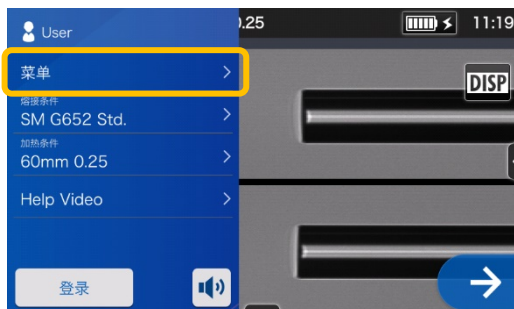 User
.25
11:19
菜单
DISP
熔接条件
SM G652 Std.
加热条件
60mm 0.25
Help Video
登录